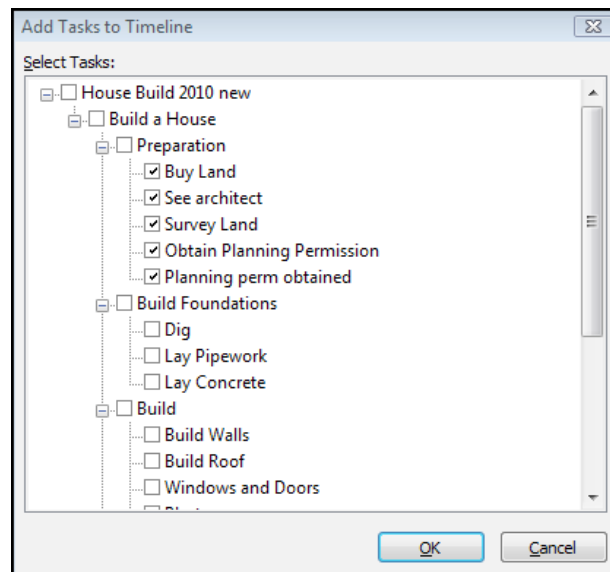 Add Tasks to Timeline
Select Tasks:
House Build 2010 new
Build a House
Preparation
Buy Land
See architect
Survey Land
Obtain Planning Permission
Planning perm obtained
Build Foundations
Dig
Lay Pipework
Lay Concrete
Build
Build Walls
Build Roof
Windows and Doors
OK
Cancel